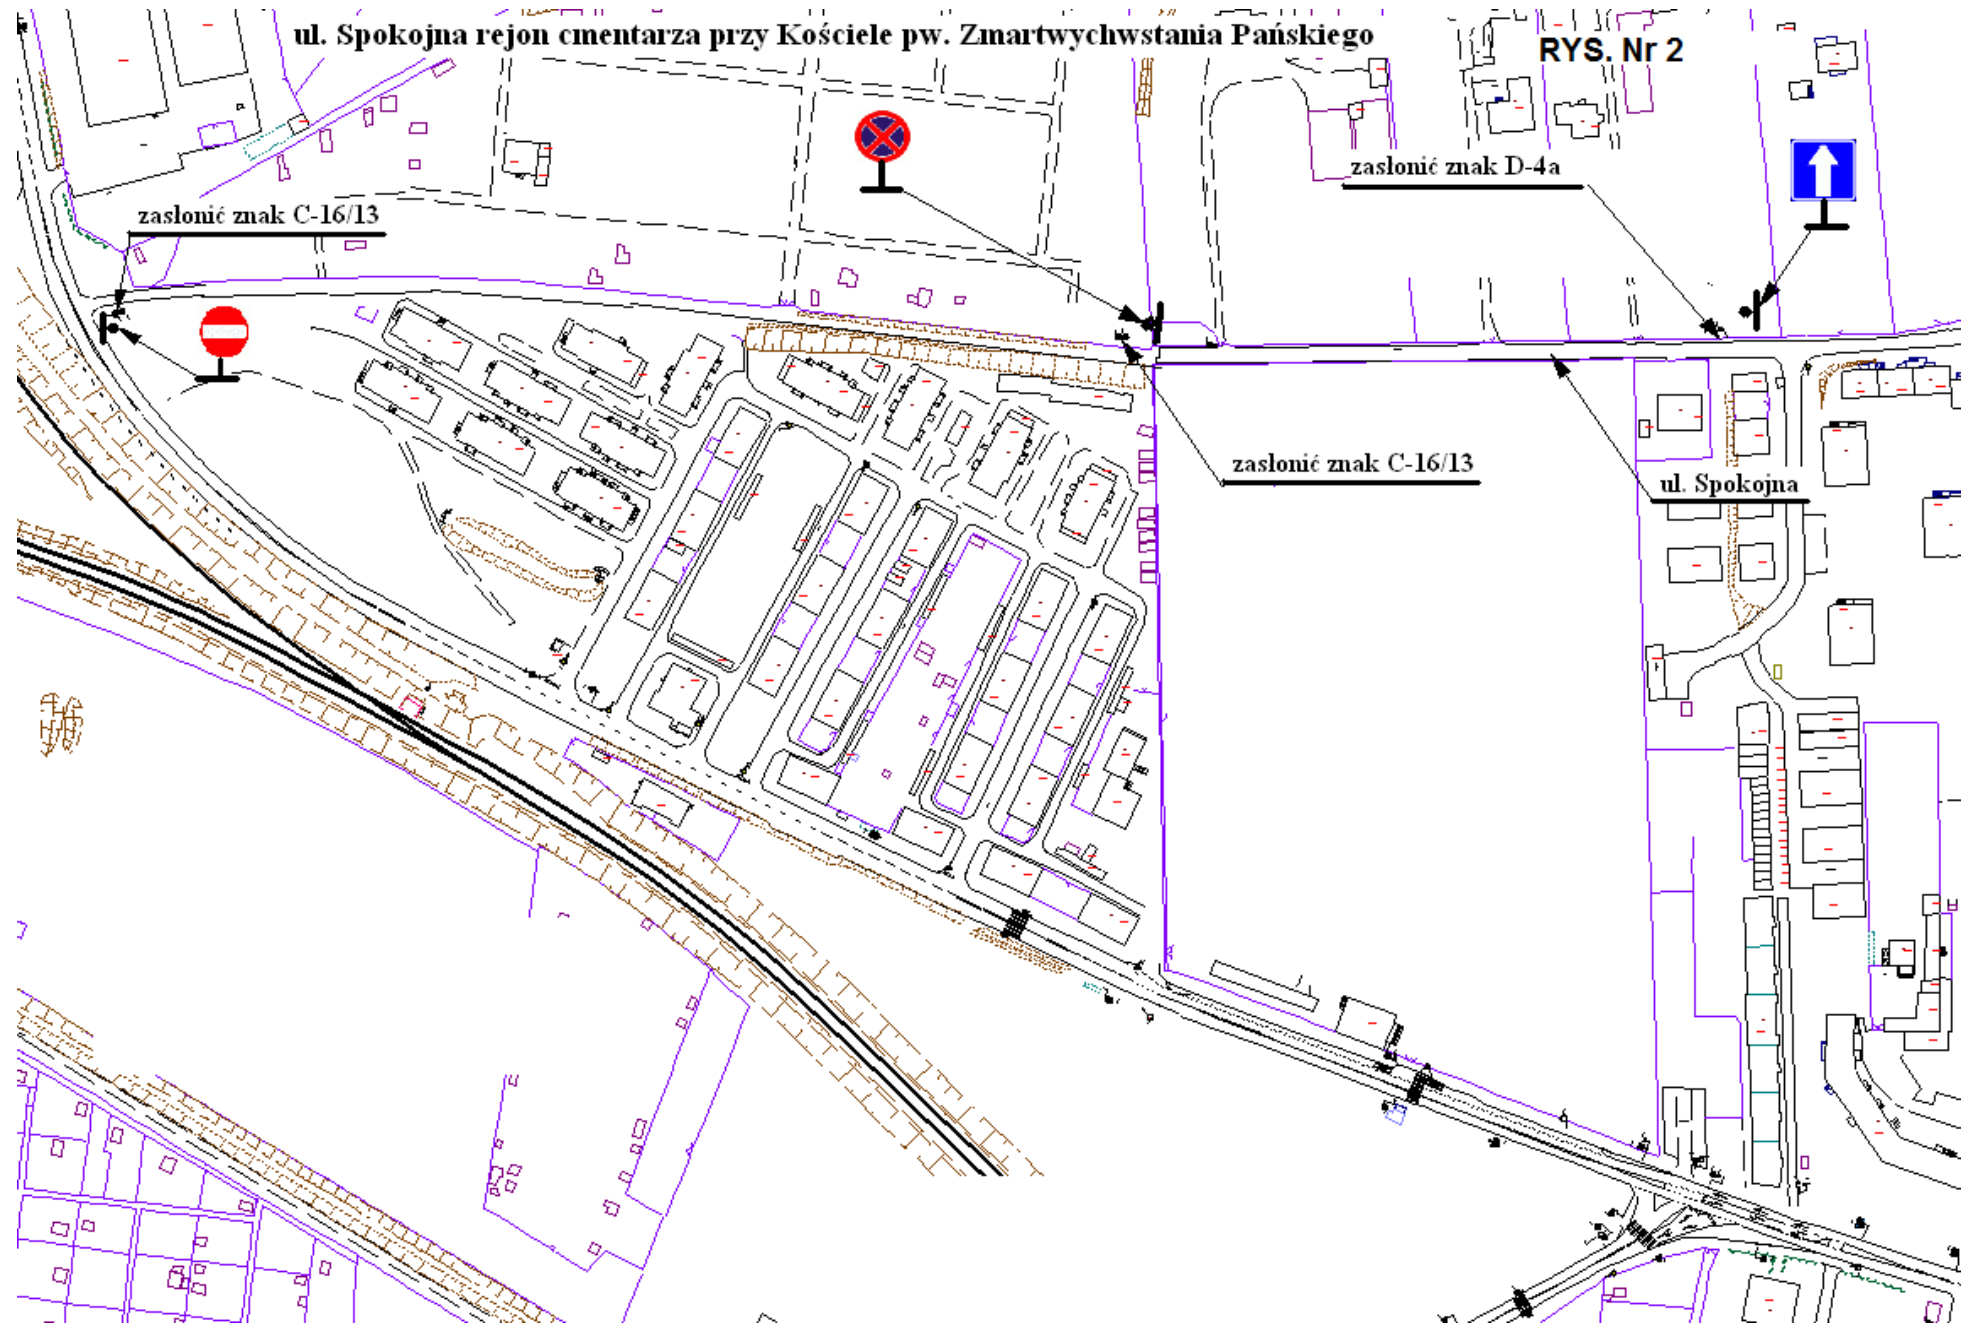 ul. Spokojna rejon cmentarza przy Kościele pw. Zmartwychwstania Pańskiego
RYS. Nr 2
zasłonić znak D-4a
zasłonić znak C-16/13
zasłonić znak C-16/13
ul. Spokojna